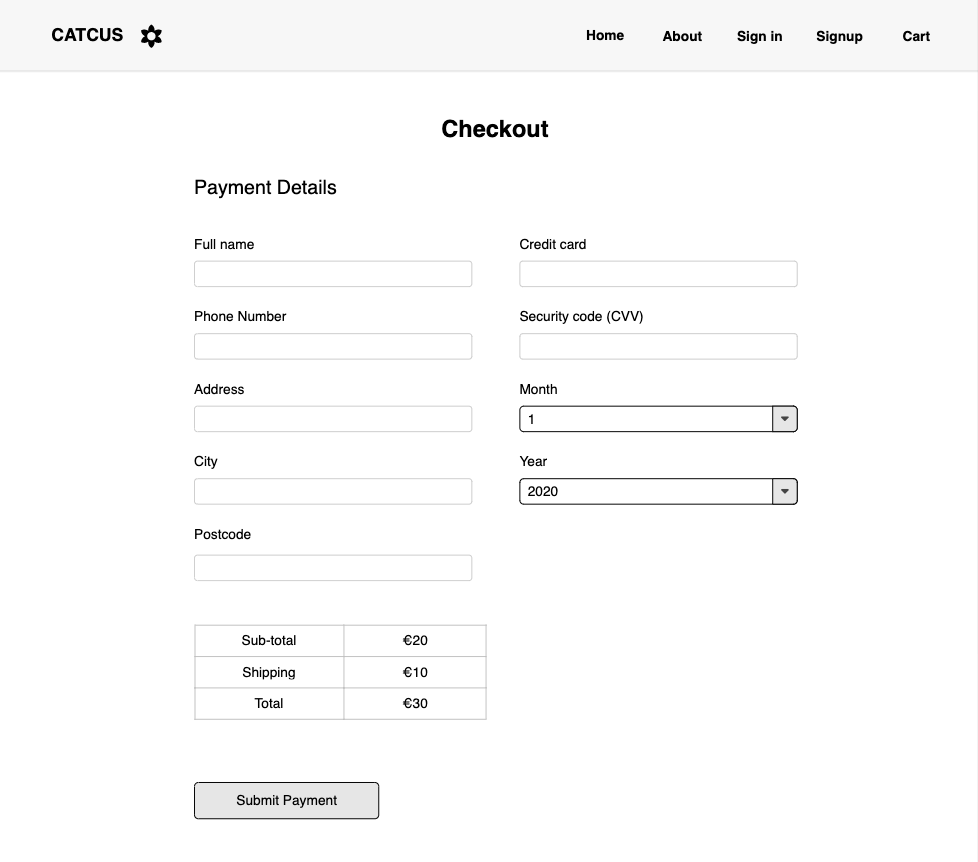 CATCUS
Home About Sign in Signup Cart
Checkout
Payment Details
Full name
Credit card
Phone Number
Security code (CVV)
Address
Month
1
City
Year
2020
Postcode
Sub-total €20
Shipping €10
Total €30
Submit Payment